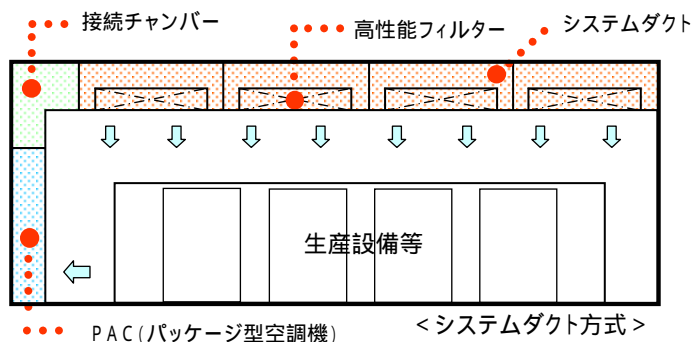 接続チャンバー
高性能フィルター
システムダクト
生産設備等
PAC(パッケージ型空調機)
<システムダクト方式>